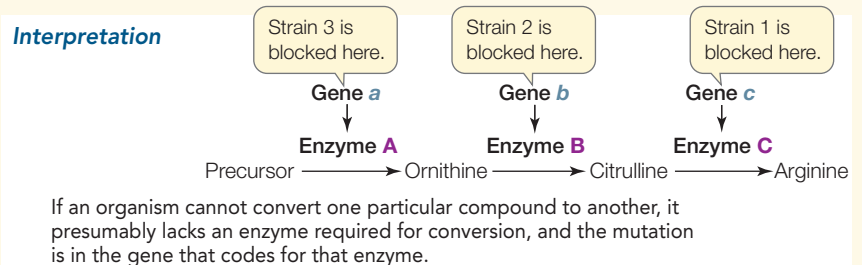 Interpretation
Strain 3 is
blocked here.
Strain 2 is
blocked here.
Strain 1 is
blocked here.
Gene a
Gene b
Gene c
Enzyme A
Enzyme B
Enzyme C
Precursor
Ornithine
Citrulline
Arginine
If an organism cannot convert one particular compound to another, it
presumably lacks an enzyme required for conversion, and the mutation
is in the gene that codes for that enzyme.